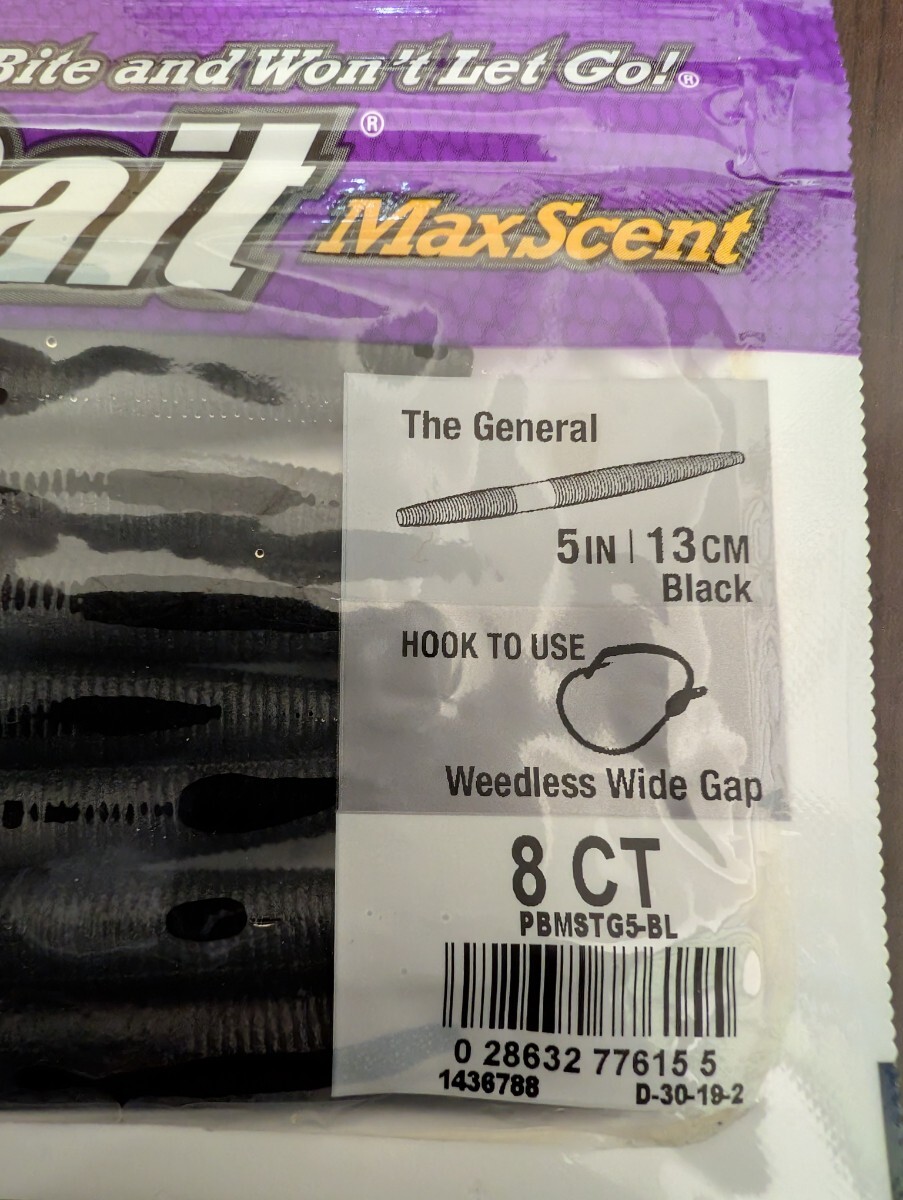 Bite and Won't Let Go!®
ait®
MaxScent
The General
5IN | 13CM
Black
HOOK TO USE
Weedless Wide Gap
8 CT
PBMSTG5-BL
0 28632 77615 5
1436788 D-30-19-2